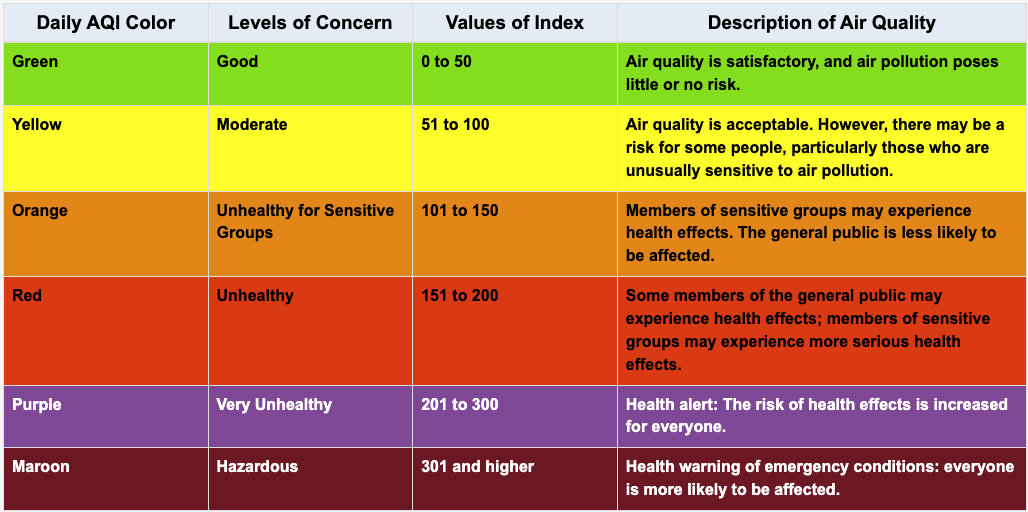 Daily AQI Color
Levels of Concern
Values of Index
Description of Air Quality
Green
Good
0 to 50
Air quality is satisfactory, and air pollution poses
little or no risk.
Yellow
Moderate
51 to 100
Air quality is acceptable. However, there may be a
risk for some people, particularly those who are
unusually sensitive to air pollution.
Orange
Unhealthy for Sensitive
Groups
101 to 150
Members of sensitive groups may experience
health effects. The general public is less likely to
be affected.
Red
Unhealthy
151 to 200
Some members of the general public may
experience health effects; members of sensitive
groups may experience more serious health
effects.
Purple
Very Unhealthy
201 to 300
Health alert: The risk of health effects is increased
for everyone.
Maroon
Hazardous
301 and higher
Health warning of emergency conditions: everyone
is more likely to be affected.